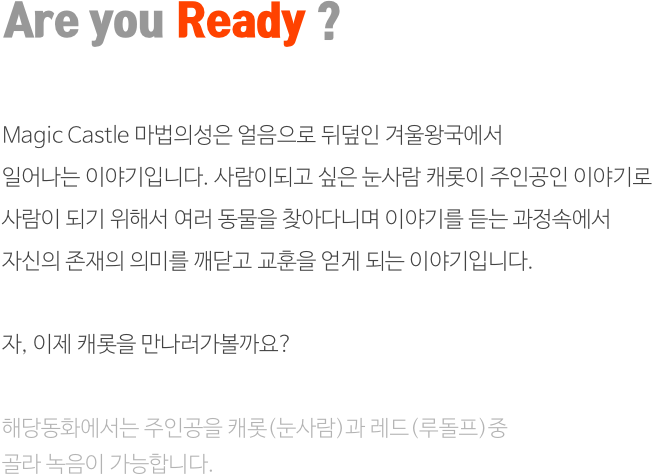 Are you Ready ?
Magic Castle 마법의성은 얼음으로 뒤덮인 겨울왕국에서
일어나는 이야기입니다. 사람이되고 싶은 눈사람 캐롯이 주인공인 이야기로
사람이 되기 위해서 여러 동물을 찾아다니며 이야기를 듣는 과정속에서
자신의 존재의 의미를 깨닫고 교훈을 얻게 되는 이야기입니다.
자, 이제 캐롯을 만나러가볼까요?
해당동화에서는 주인공을 캐롯(눈사람)과 레드(루돌프)중
골라 녹음이 가능합니다.